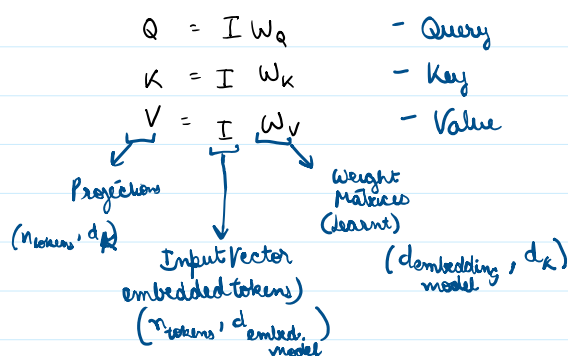 Q = I W_Q - Query
K = I W_K - Key
V = I W_V - Value
Projections
(n_tokens, d_K)
Weight
Matrices
(learnt)
Input Vector
embedded tokens)
(n_tokens, d_embed. model)
(d_embedding model, d_K)